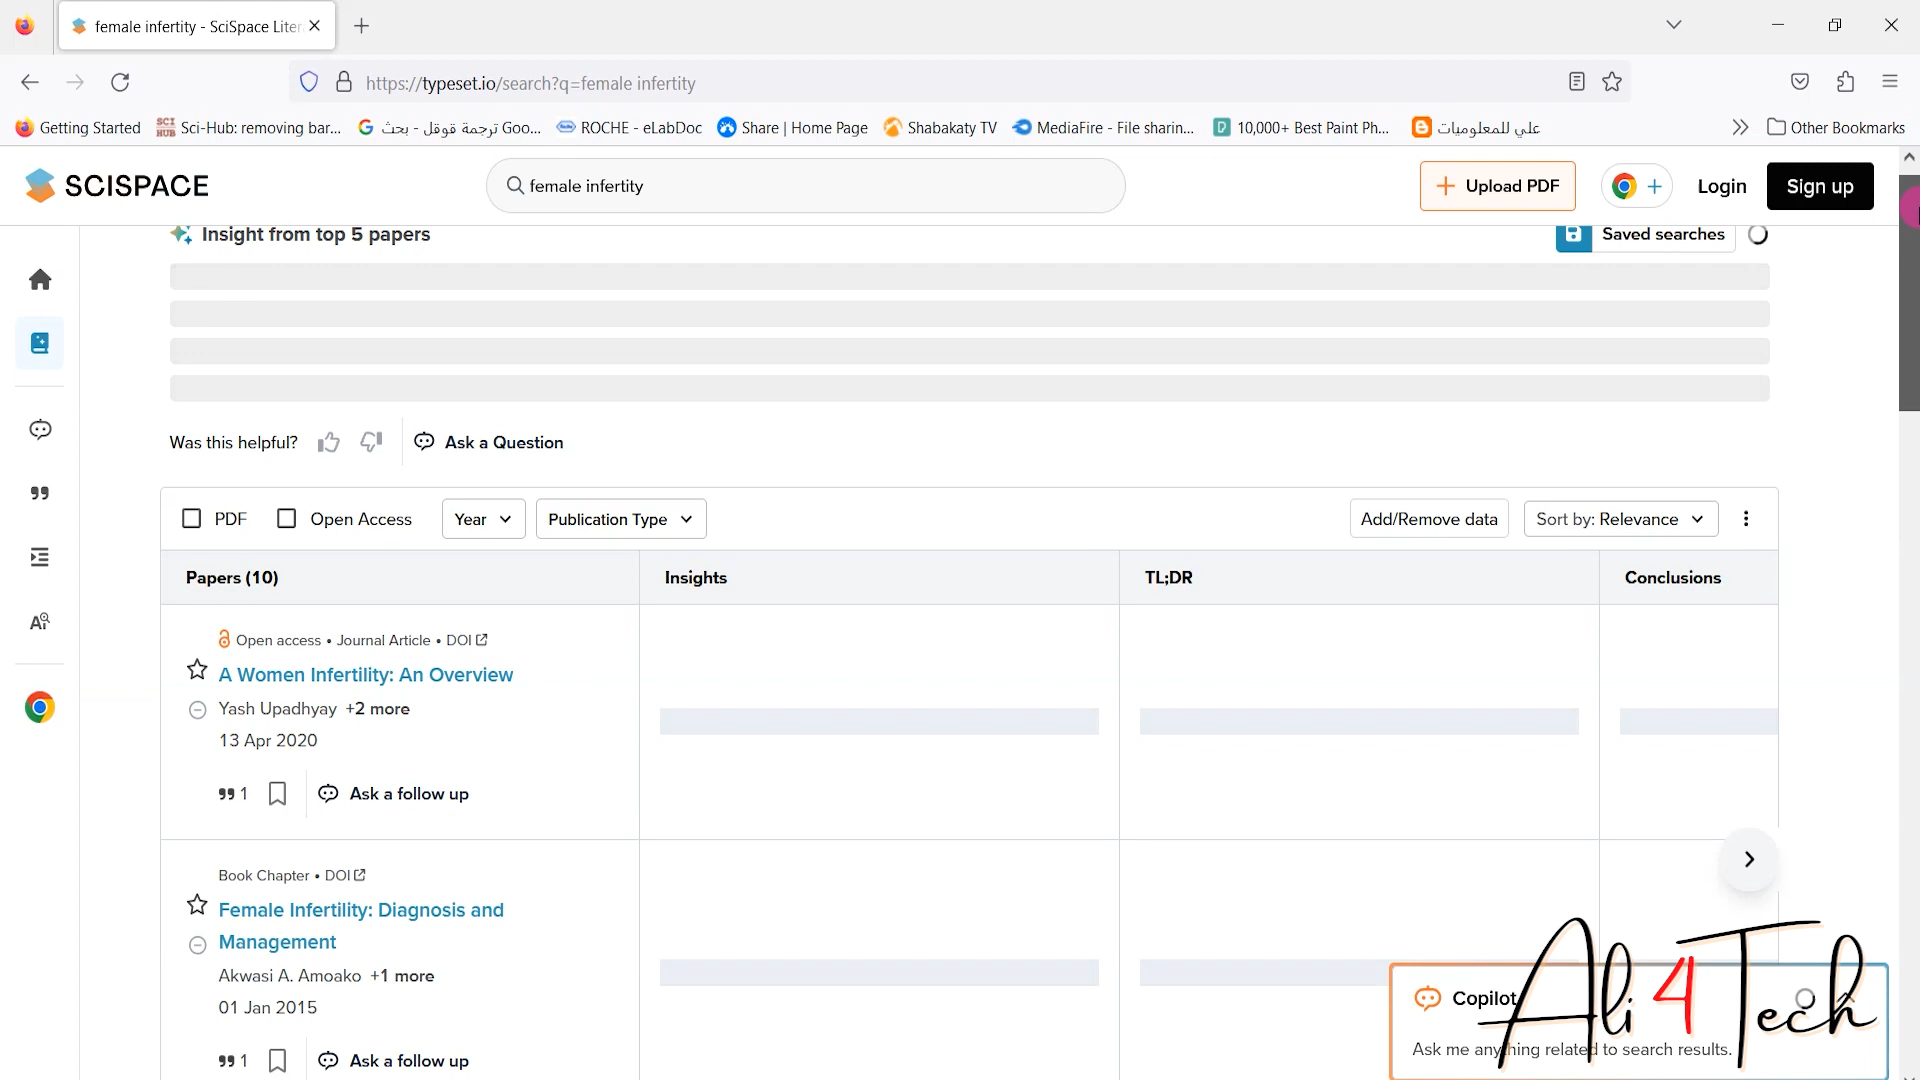 female infertity - SciSpace Liter
https://typeset.io/search?q=female infertity
Getting Started
SCI HUB
Sci-Hub: removing bar...
ترجمة قوقل - بحث Goo...
ROCHE - eLabDoc
Share | Home Page
Shabakaty TV
MediaFire - File sharin...
10,000+ Best Paint Ph...
علي للمعلوميات
Other Bookmarks
SCISPACE
female infertity
Upload PDF
Login
Sign up
Insight from top 5 papers
Saved searches
Was this helpful?
Ask a Question
PDF
Open Access
Year
Publication Type
Add/Remove data
Sort by: Relevance
Papers (10)
Insights
TL;DR
Conclusions
Open access • Journal Article • DOI
A Women Infertility: An Overview
Yash Upadhyay +2 more
13 Apr 2020
1
Ask a follow up
Book Chapter • DOI
Female Infertility: Diagnosis and
Management
Akwasi A. Amoako +1 more
01 Jan 2015
1
Ask a follow up
Copilot
Ask me anything related to search results.
Ali 4Tech